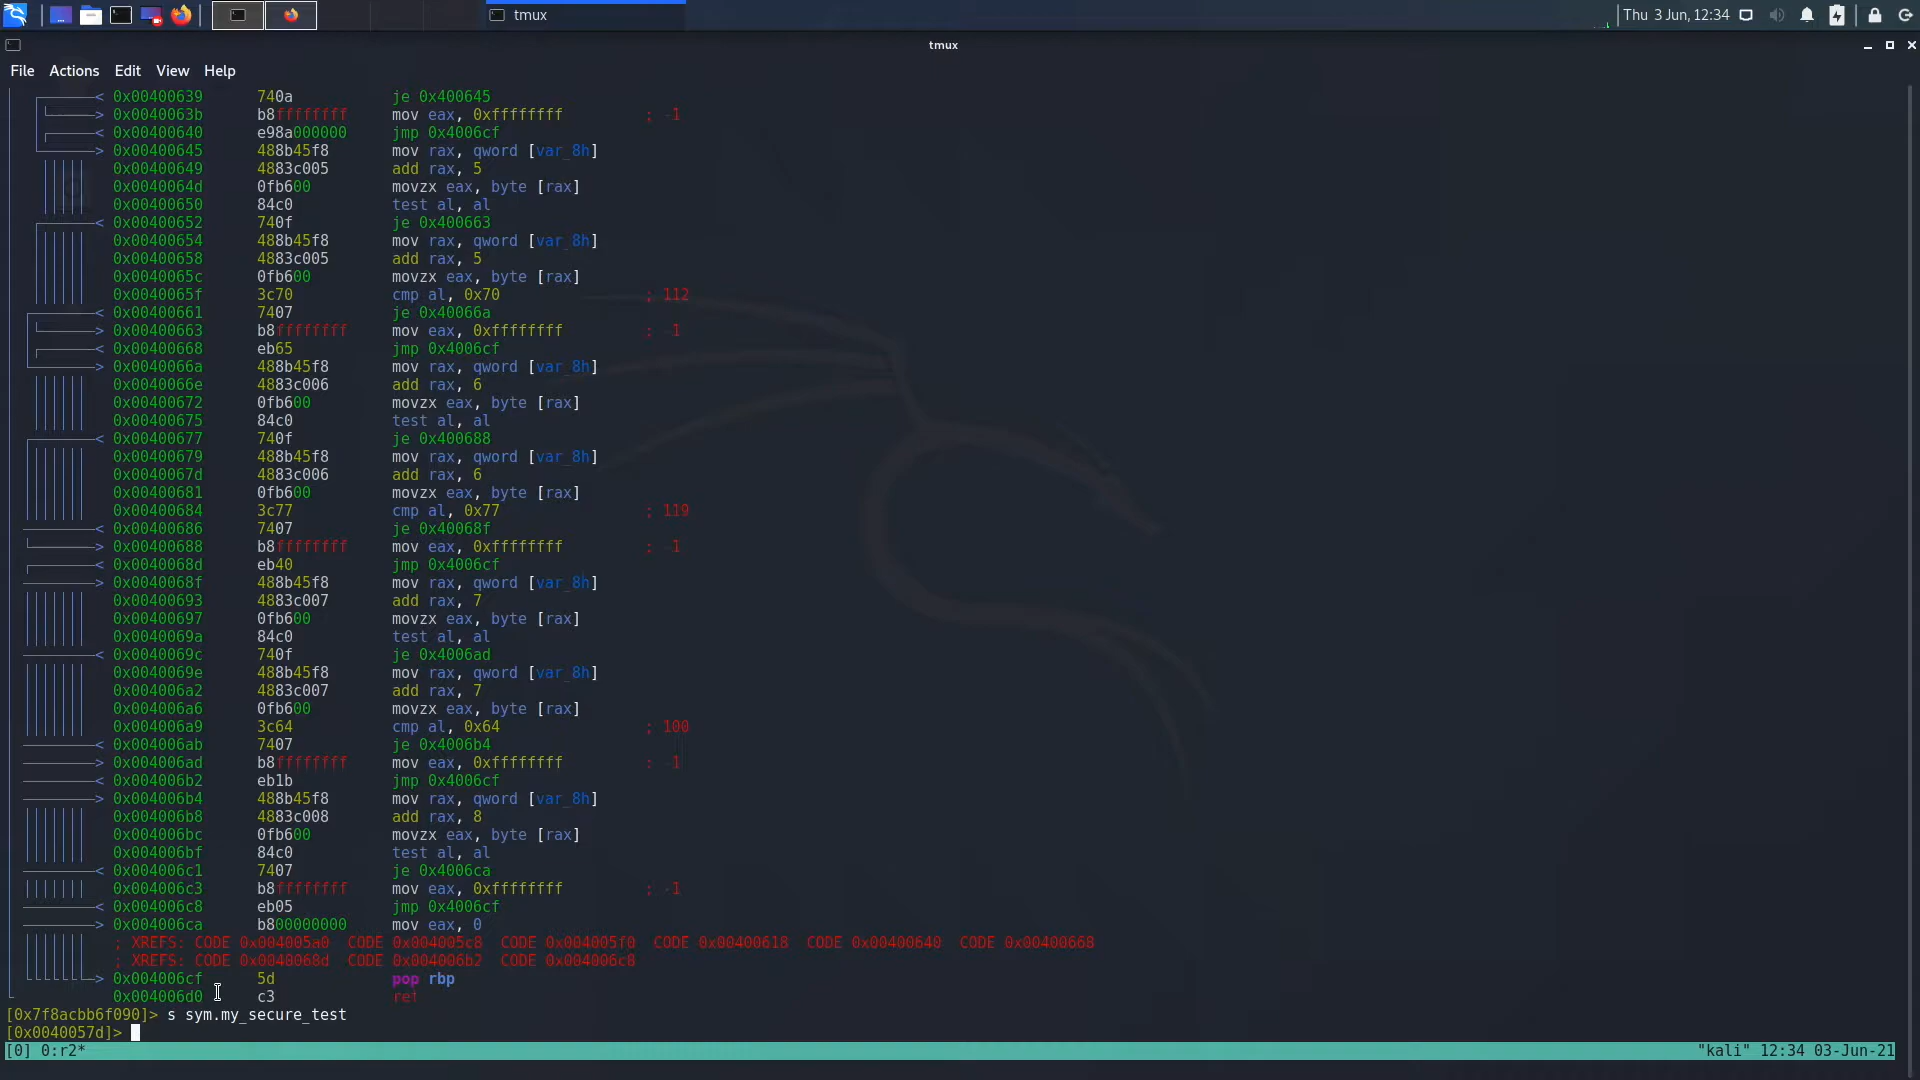 tmux
Thu 3 Jun, 12:34
tmux
File Actions Edit View Help
0x00400639 740a je 0x400645
0x0040063b b8ffffffff mov eax, 0xffffffff ; -1
0x00400640 e98a000000 jmp 0x4006cf
0x00400645 488b45f8 mov rax, qword [var_8h]
0x00400649 4883c005 add rax, 5
0x0040064d 0fb600 movzx eax, byte [rax]
0x00400650 84c0 test al, al
0x00400652 740f je 0x400663
0x00400654 488b45f8 mov rax, qword [var_8h]
0x00400658 4883c005 add rax, 5
0x0040065c 0fb600 movzx eax, byte [rax]
0x0040065f 3c70 cmp al, 0x70 ; 112
0x00400661 7407 je 0x40066a
0x00400663 b8ffffffff mov eax, 0xffffffff ; -1
0x00400668 eb65 jmp 0x4006cf
0x0040066a 488b45f8 mov rax, qword [var_8h]
0x0040066e 4883c006 add rax, 6
0x00400672 0fb600 movzx eax, byte [rax]
0x00400675 84c0 test al, al
0x00400677 740f je 0x400688
0x00400679 488b45f8 mov rax, qword [var_8h]
0x0040067d 4883c006 add rax, 6
0x00400681 0fb600 movzx eax, byte [rax]
0x00400684 3c77 cmp al, 0x77 ; 119
0x00400686 7407 je 0x40068f
0x00400688 b8ffffffff mov eax, 0xffffffff ; -1
0x0040068d eb40 jmp 0x4006cf
0x0040068f 488b45f8 mov rax, qword [var_8h]
0x00400693 4883c007 add rax, 7
0x00400697 0fb600 movzx eax, byte [rax]
0x0040069a 84c0 test al, al
0x0040069c 740f je 0x4006ad
0x0040069e 488b45f8 mov rax, qword [var_8h]
0x004006a2 4883c007 add rax, 7
0x004006a6 0fb600 movzx eax, byte [rax]
0x004006a9 3c64 cmp al, 0x64 ; 100
0x004006ab 7407 je 0x4006b4
0x004006ad b8ffffffff mov eax, 0xffffffff ; -1
0x004006b2 eb1b jmp 0x4006cf
0x004006b4 488b45f8 mov rax, qword [var_8h]
0x004006b8 4883c008 add rax, 8
0x004006bc 0fb600 movzx eax, byte [rax]
0x004006bf 84c0 test al, al
0x004006c1 7407 je 0x4006ca
0x004006c3 b8ffffffff mov eax, 0xffffffff ; -1
0x004006c8 eb05 jmp 0x4006cf
0x004006ca b800000000 mov eax, 0
; XREFS: CODE 0x004005a0 CODE 0x004005c8 CODE 0x004005f0 CODE 0x00400618 CODE 0x00400640 CODE 0x00400668
; XREFS: CODE 0x0040068d CODE 0x004006b2 CODE 0x004006c8
0x004006cf 5d pop rbp
0x004006d0 c3 ret
[0x7f8acbb6f090]> s sym.my_secure_test
[0x0040057d]>
[0] 0:r2* "kali" 12:34 03-Jun-21